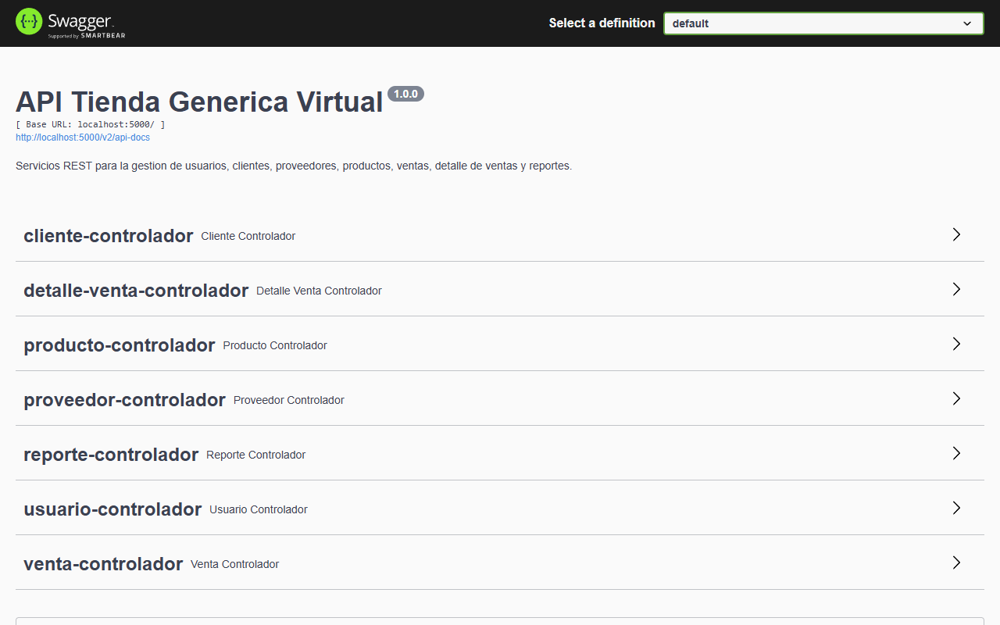 Swagger
Supported by SMARTBEAR
Select a definition
default
API Tienda Generica Virtual 1.0.0
[ Base URL: localhost:5000/ ]
http://localhost:5000/v2/api-docs
Servicios REST para la gestion de usuarios, clientes, proveedores, productos, ventas, detalle de ventas y reportes.
cliente-controlador Cliente Controlador
detalle-venta-controlador Detalle Venta Controlador
producto-controlador Producto Controlador
proveedor-controlador Proveedor Controlador
reporte-controlador Reporte Controlador
usuario-controlador Usuario Controlador
venta-controlador Venta Controlador